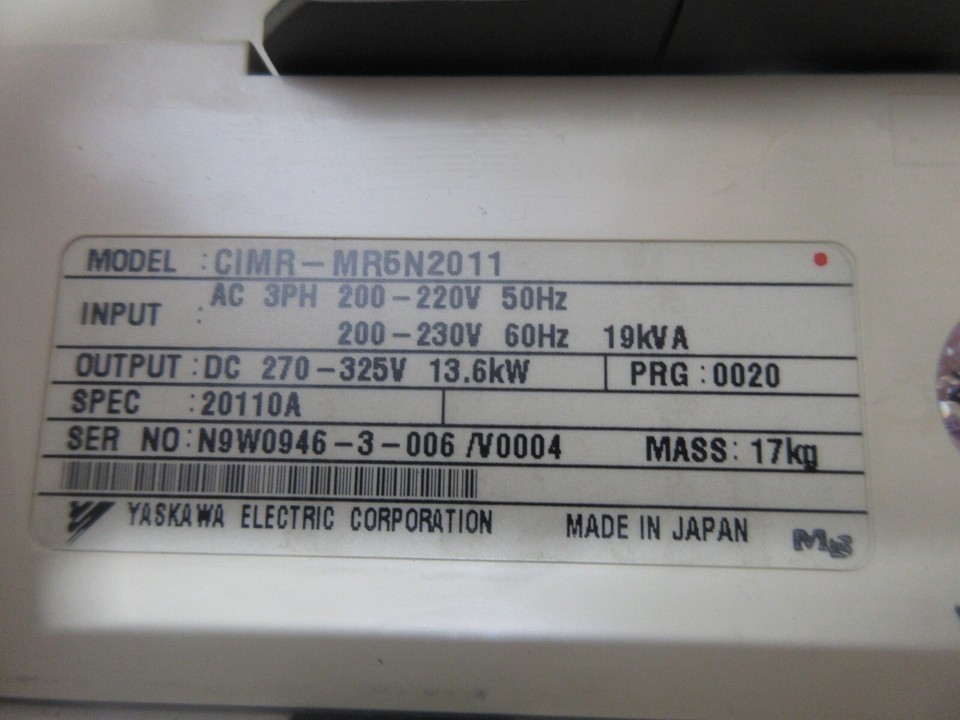 MODEL : CIMR-MR5N2011
INPUT : AC 3PH 200-220V 50Hz
200-230V 60Hz 19kVA
OUTPUT : DC 270-325V 13.6kW PRG : 0020
SPEC : 20110A
SER NO : N9W0946-3-006 /V0004 MASS : 17kg
YASKAWA ELECTRIC CORPORATION MADE IN JAPAN